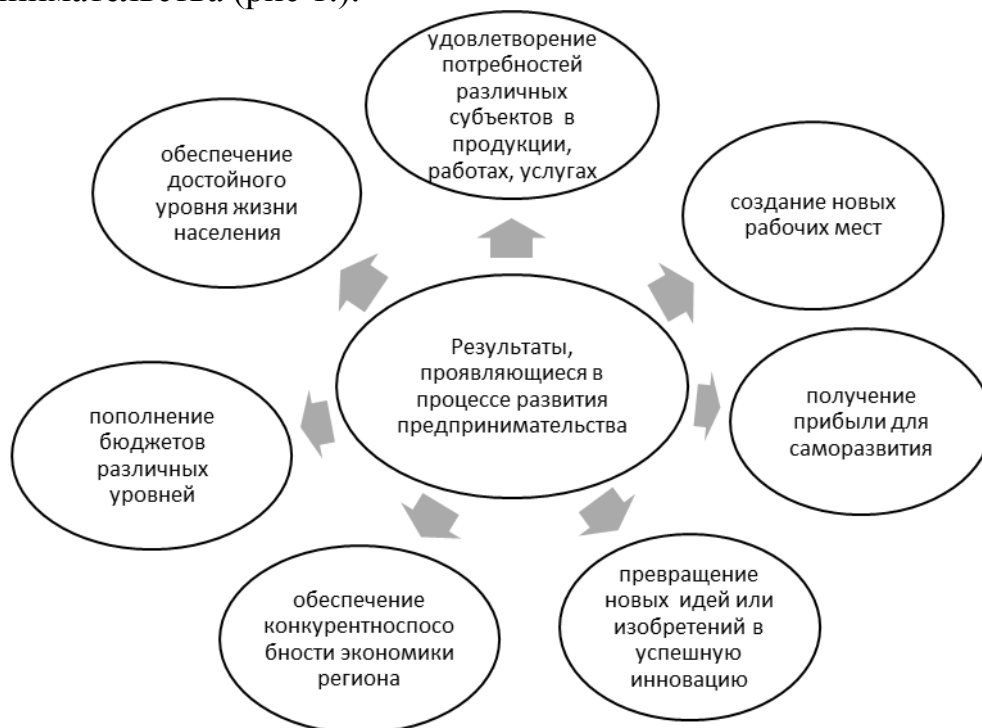 нимательства (рис 1.).
удовлетворение
потребностей
различных
субъектов в
продукции,
работах, услугах
обеспечение
достойного
уровня жизни
населения
создание новых
рабочих мест
Результаты,
проявляющиеся в
процессе развития
предпринимательства
получение
прибыли для
саморазвития
пополнение
бюджетов
различных
уровней
превращение
новых идей или
изобретений в
успешную
инновацию
обеспечение
конкурентноспосо
бности экономики
региона